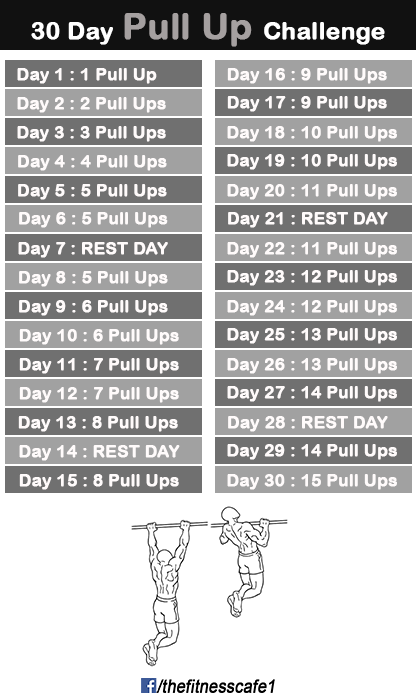 30 Day Pull Up Challenge
Day 1 : 1 Pull Up
Day 2 : 2 Pull Ups
Day 3 : 3 Pull Ups
Day 4 : 4 Pull Ups
Day 5 : 5 Pull Ups
Day 6 : 5 Pull Ups
Day 7 : REST DAY
Day 8 : 5 Pull Ups
Day 9 : 6 Pull Ups
Day 10 : 6 Pull Ups
Day 11 : 7 Pull Ups
Day 12 : 7 Pull Ups
Day 13 : 8 Pull Ups
Day 14 : REST DAY
Day 15 : 8 Pull Ups
Day 16 : 9 Pull Ups
Day 17 : 9 Pull Ups
Day 18 : 10 Pull Ups
Day 19 : 10 Pull Ups
Day 20 : 11 Pull Ups
Day 21 : REST DAY
Day 22 : 11 Pull Ups
Day 23 : 12 Pull Ups
Day 24 : 12 Pull Ups
Day 25 : 13 Pull Ups
Day 26 : 13 Pull Ups
Day 27 : 14 Pull Ups
Day 28 : REST DAY
Day 29 : 14 Pull Ups
Day 30 : 15 Pull Ups
f/thefitnesscafe1